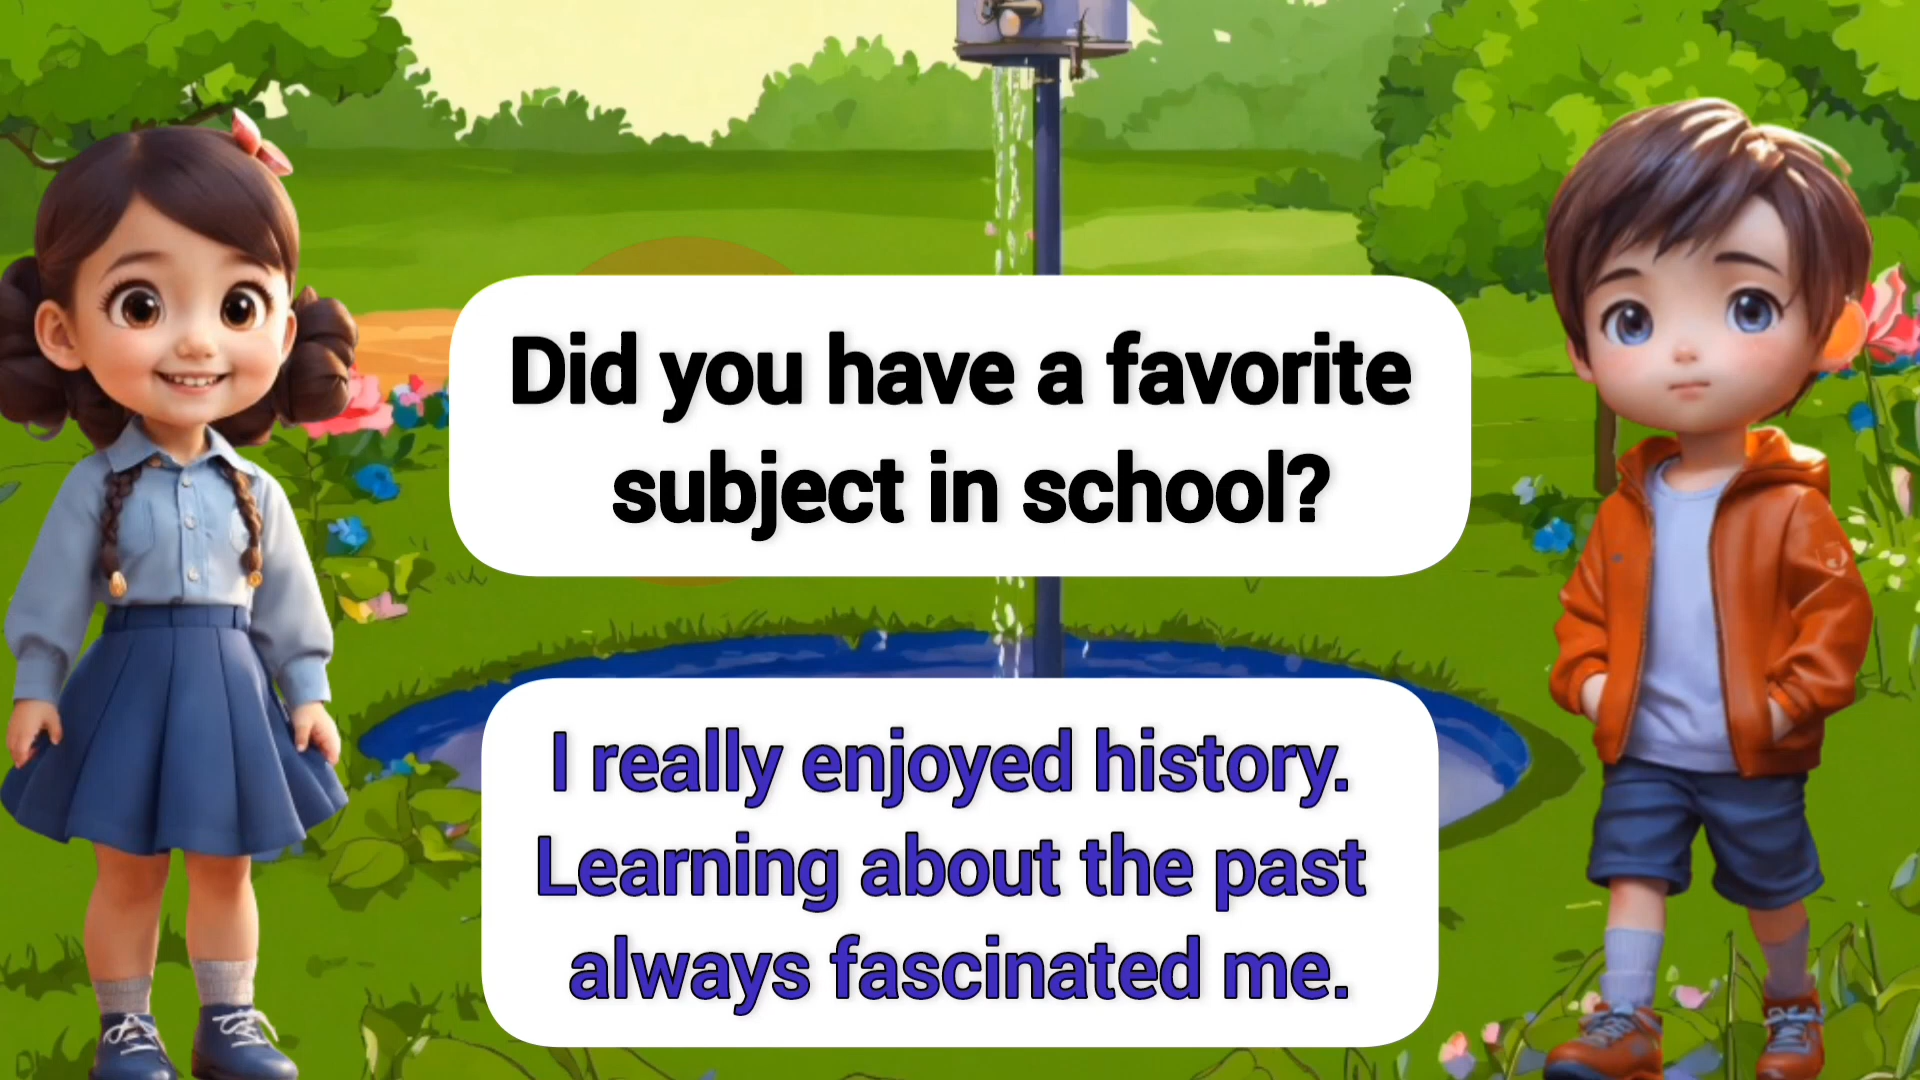 Did you have a favorite
subject in school?
I really enjoyed history.
Learning about the past
always fascinated me.